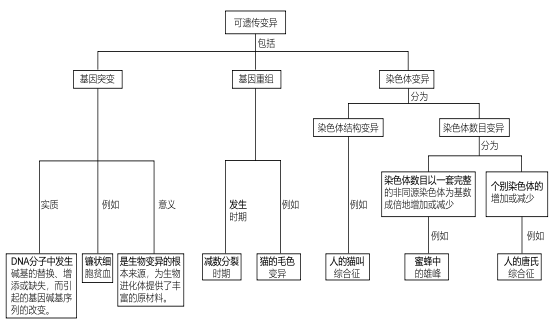 可遗传变异
包括
基因突变
基因重组
染色体变异
分为
染色体结构变异
染色体数目变异
分为
染色体数目以一套完整
的非同源染色体为基数
成倍地增加或减少
个别染色体的
增加或减少
实质
例如
意义
发生
时期
例如
例如
例如
例如
DNA分子中发生
碱基的替换、增
添或缺失，而引
起的基因碱基序
列的改变。
镰状细
胞贫血
是生物变异的根
本来源，为生物
进化体提供了丰
富的原材料。
减数分裂
时期
猫的毛色
变异
人的猫叫
综合征
蜜蜂中
的雄峰
人的唐氏
综合征